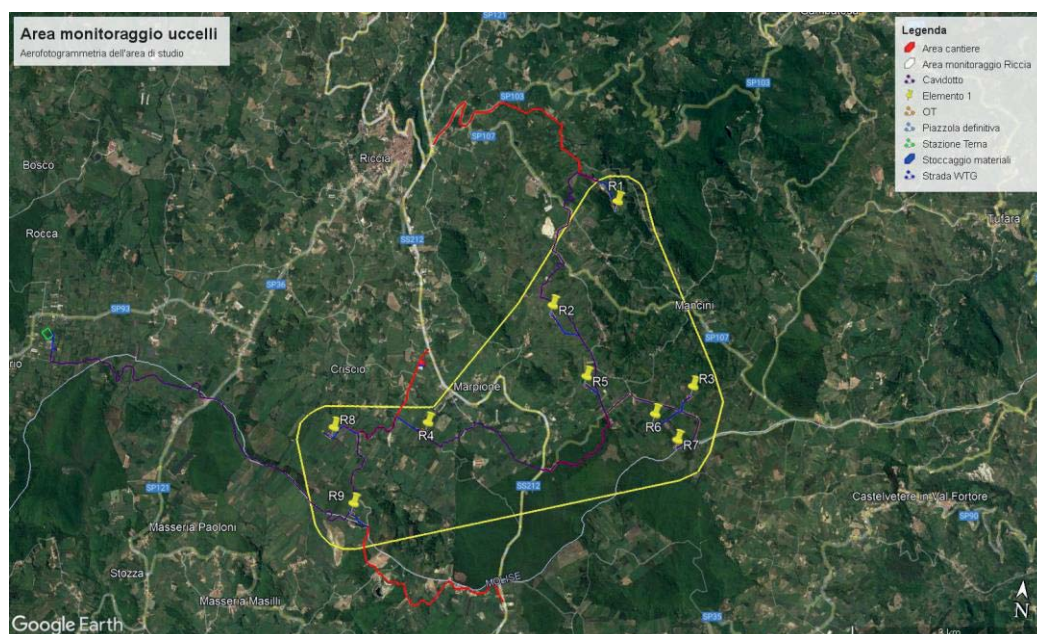 Area monitoraggio uccelli
Aerofotogrammetria dell'area di studio
Legenda
Area cantiere
Area monitoraggio Riccia
Cavidotto
Elemento 1
OT
Piazzola definitiva
Stazione Terna
Stoccaggio materiali
Strada WTG
SP121
SP103
SP103
SP107
Riccia
Bosco
R1
Rocca
Tufara
SS212
SP36
Mancini
R2
SP93
SP107
Criscio
R5
R3
Marpione
R6
R8
R4
R7
SS212
SP121
R9
Castelvetere in Val Fortore
SP90
Masseria Paoloni
Stozza
MOLISE
Masseria Masilli
SP35
N
Google Earth